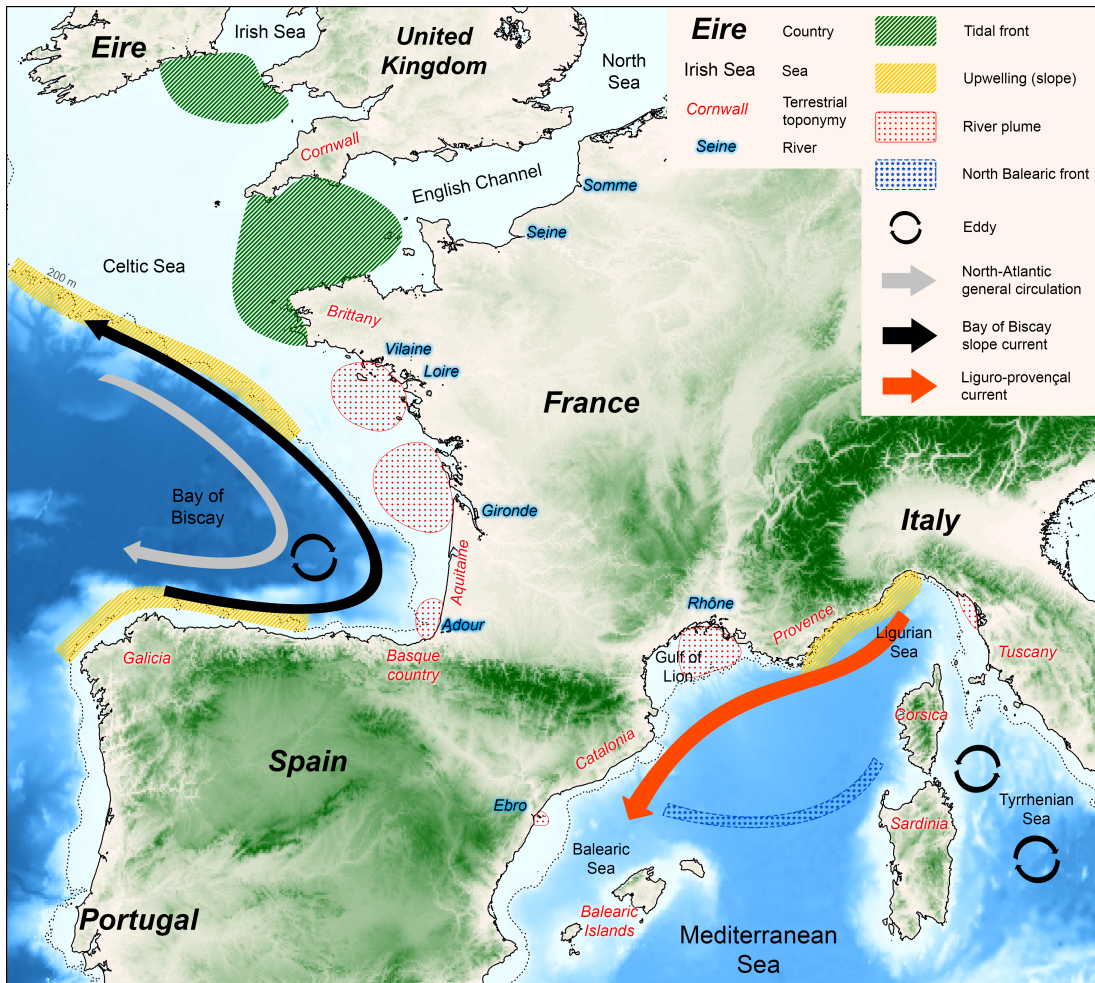 Eire
Irish Sea
United
Kingdom
North
Sea
Cornwall
English Channel
Somme
Seine
Celtic Sea
200 m
Brittany
Vilaine
Loire
France
Bay of
Biscay
Gironde
Aquitaine
Italy
Rhône
Adour
Provence
Ligurian
Sea
Galicia
Basque
country
Gulf of
Lion
Tuscany
Corsica
Catalonia
Spain
Ebro
Tyrrhenian
Sea
Sardinia
Balearic
Sea
Balearic
Islands
Portugal
Mediterranean
Sea
Eire
Country
Irish Sea
Sea
Cornwall
Terrestrial
toponymy
Seine
River
Tidal front
Upwelling (slope)
River plume
North Balearic front
Eddy
North-Atlantic
general circulation
Bay of Biscay
slope current
Liguro-provençal
current